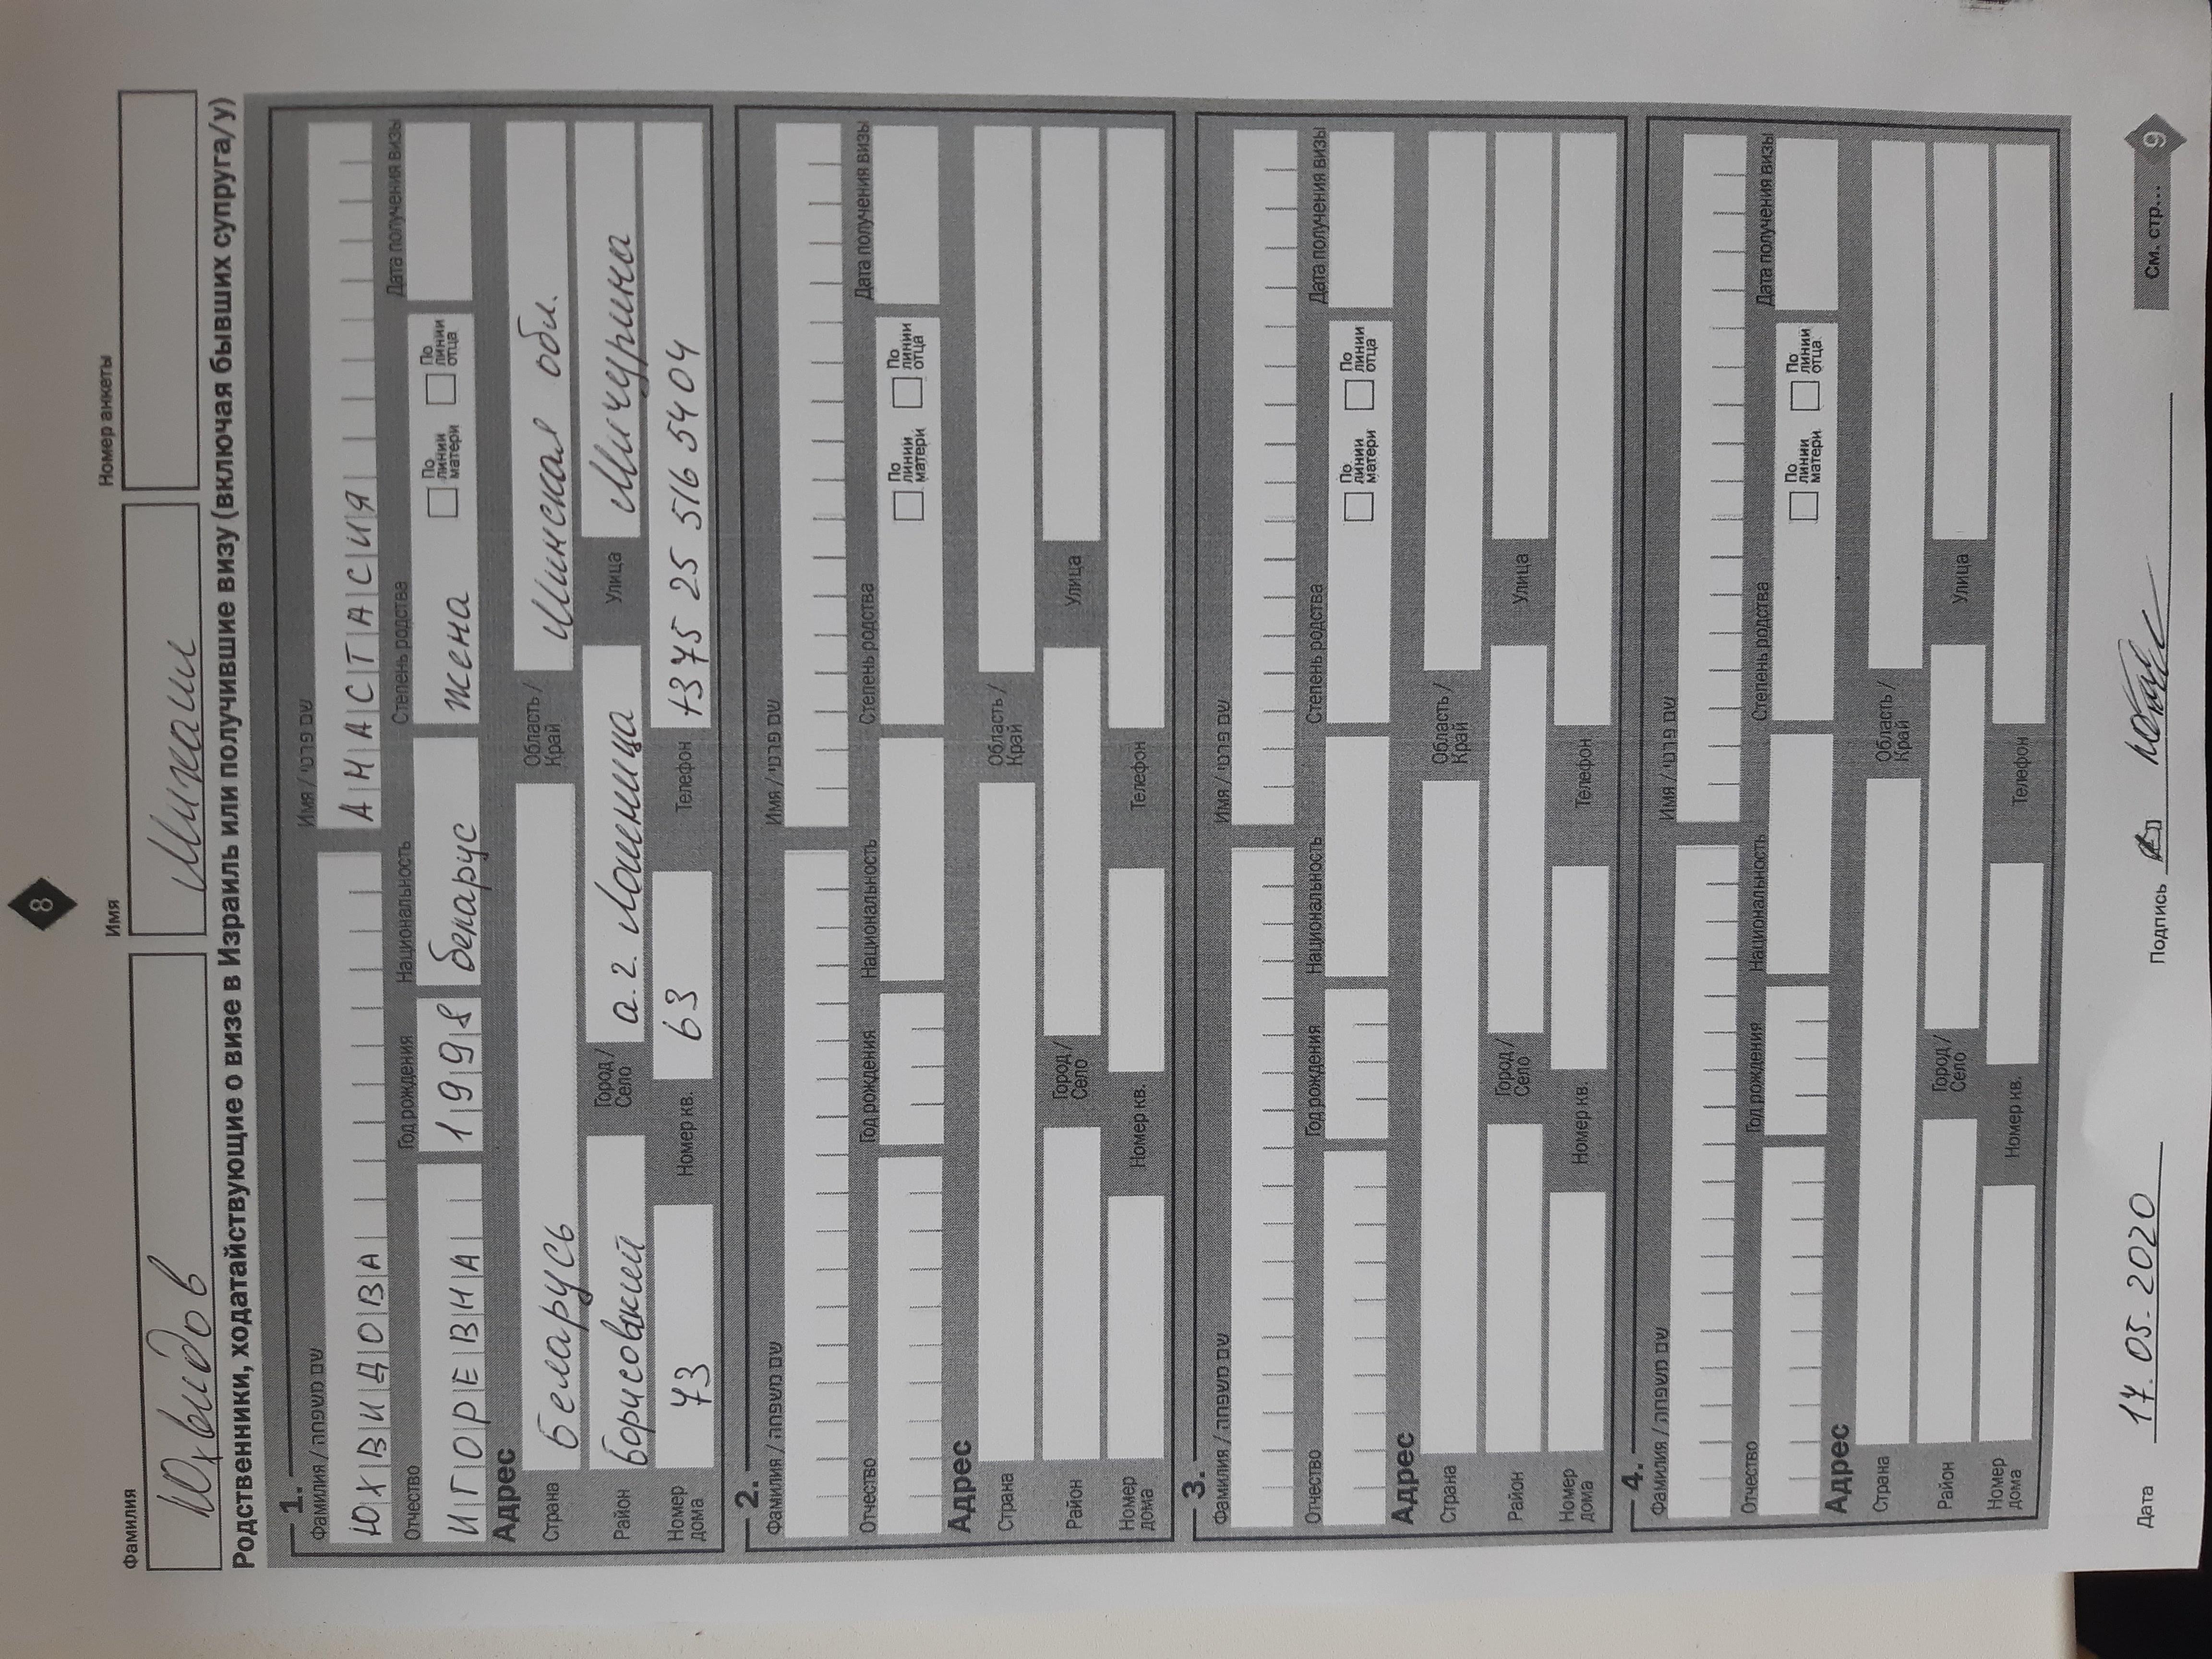 8
Фамилия Имя Номер анкеты
Юхвидов Михаил
Родственники, ходатайствующие о визе в Израиль или получившие визу (включая бывших супруга/у)
1.
Фамилия / שם משפחה Имя / שם פרטי
ЮХВИДОВА АНАСТАСИЯ
Отчество Год рождения Национальность Степень родства Дата получения визы
ИГОРЕВНА 1998 беларус жена По линии матери По линии отца
Адрес
Страна Беларусь Область / Край Минская обл.
Район Борисовский Город / Село а.г. Лошница Улица Мичурина
Номер дома 73 Номер кв. 63 Телефон +375 25 516 54 04
2.
Фамилия / שם משפחה Имя / שם פרטי
Отчество Год рождения Национальность Степень родства Дата получения визы
По линии матери По линии отца
Адрес
Страна Область / Край
Район Город / Село Улица
Номер дома Номер кв. Телефон
3.
Фамилия / שם משפחה Имя / שם פרטי
Отчество Год рождения Национальность Степень родства Дата получения визы
По линии матери По линии отца
Адрес
Страна Область / Край
Район Город / Село Улица
Номер дома Номер кв. Телефон
4.
Фамилия / שם משפחה Имя / שם פרטי
Отчество Год рождения Национальность Степень родства Дата получения визы
По линии матери По линии отца
Адрес
Страна Область / Край
Район Город / Село Улица
Номер дома Номер кв. Телефон
Дата 17.05.2020 Подпись См. стр... 9